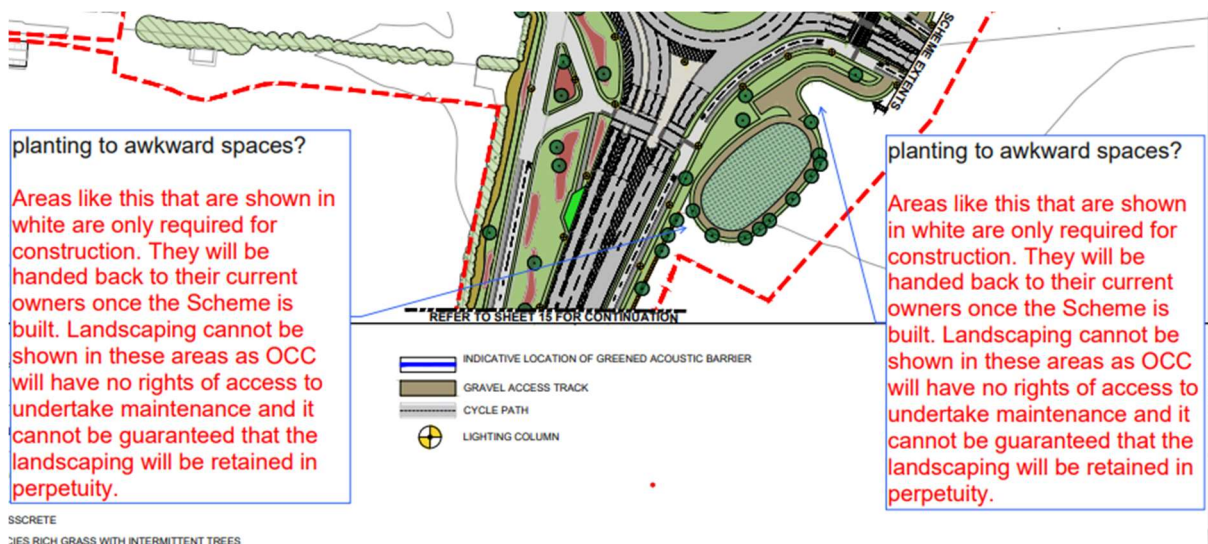 SCHEME EXTENTS
planting to awkward spaces?
Areas like this that are shown in
white are only required for
construction. They will be
handed back to their current
owners once the Scheme is
built. Landscaping cannot be
shown in these areas as OCC
will have no rights of access to
undertake maintenance and it
cannot be guaranteed that the
landscaping will be retained in
perpetuity.
planting to awkward spaces?
Areas like this that are shown
in white are only required for
construction. They will be
handed back to their current
owners once the Scheme is
built. Landscaping cannot be
shown in these areas as OCC
will have no rights of access to
undertake maintenance and it
cannot be guaranteed that the
landscaping will be retained in
perpetuity.
REFER TO SHEET 15 FOR CONTINUATION
INDICATIVE LOCATION OF GREENED ACOUSTIC BARRIER
GRAVEL ACCESS TRACK
CYCLE PATH
LIGHTING COLUMN
SSCRETE
CIES RICH GRASS WITH INTERMITTENT TREES